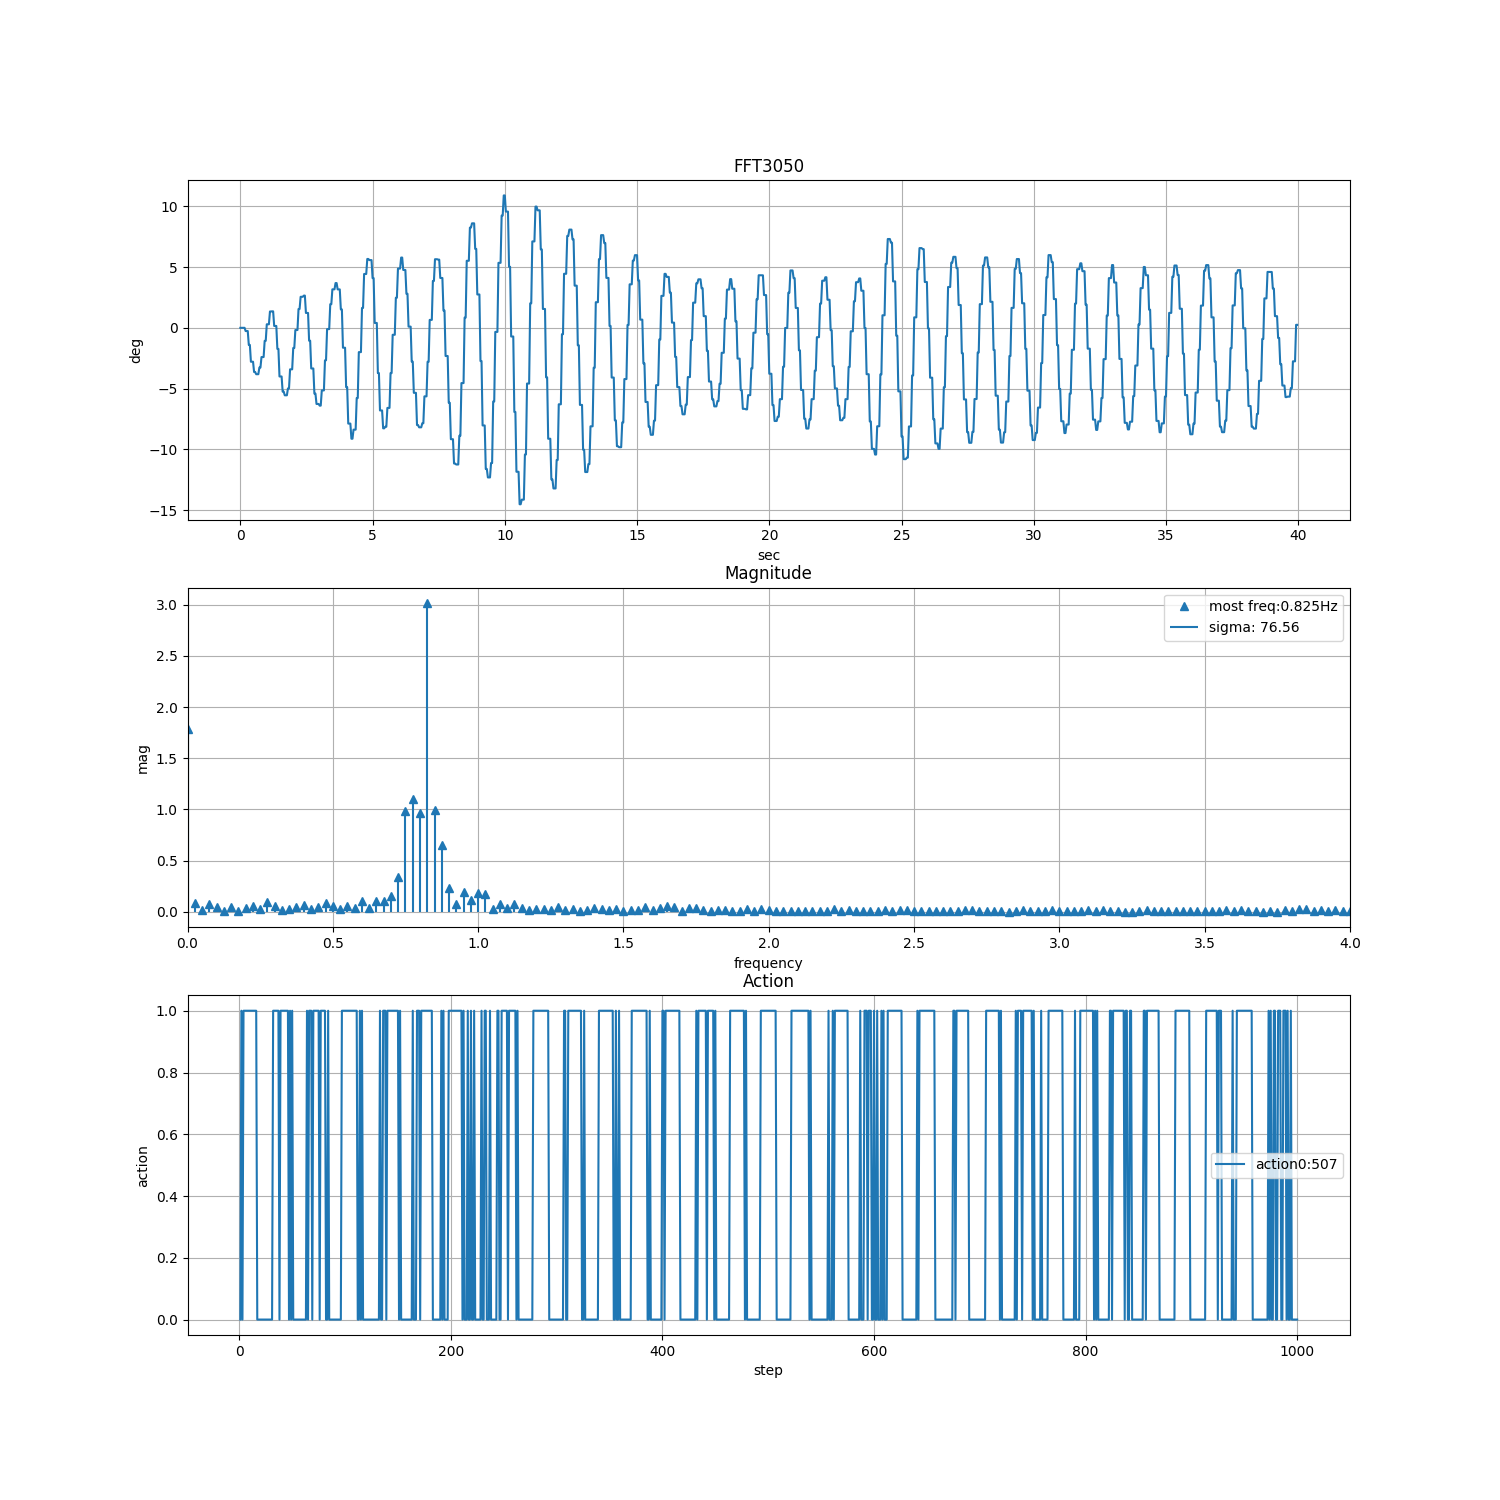 FFT3050
10
5
0
−5
−10
−15
deg
0 5 10 15 20 25 30 35 40
sec
Magnitude
3.0
2.5
2.0
1.5
1.0
0.5
0.0
mag
most freq:0.825Hz
sigma: 76.56
0.0 0.5 1.0 1.5 2.0 2.5 3.0 3.5 4.0
frequency
Action
1.0
0.8
0.6
0.4
0.2
0.0
action
action0:507
0 200 400 600 800 1000
step